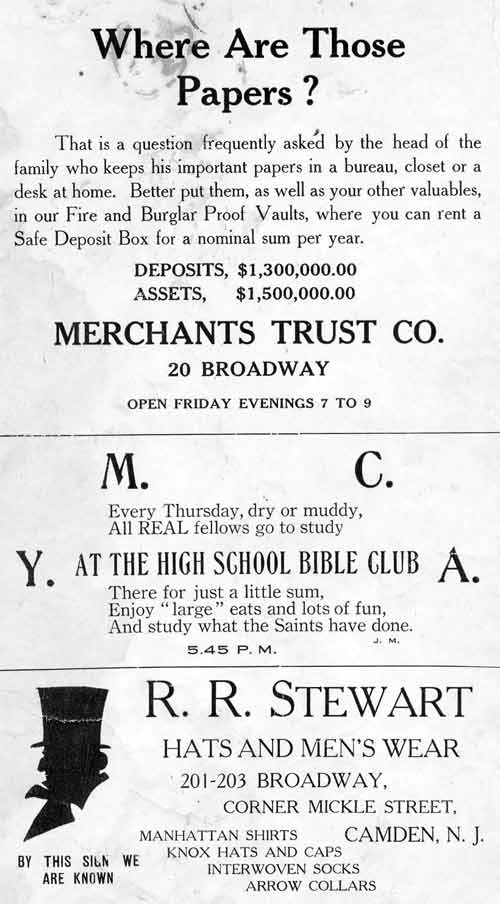 Where Are Those
Papers ?
That is a question frequently asked by the head of the
family who keeps his important papers in a bureau, closet or a
desk at home. Better put them, as well as your other valuables,
in our Fire and Burglar Proof Vaults, where you can rent a
Safe Deposit Box for a nominal sum per year.
DEPOSITS, $1,300,000.00
ASSETS, $1,500,000.00
MERCHANTS TRUST CO.
20 BROADWAY
OPEN FRIDAY EVENINGS 7 TO 9
M. C.
Every Thursday, dry or muddy,
All REAL fellows go to study
Y. AT THE HIGH SCHOOL BIBLE CLUB A.
There for just a little sum,
Enjoy "large" eats and lots of fun,
And study what the Saints have done.
J. M.
5.45 P. M.
R. R. STEWART
HATS AND MEN'S WEAR
201-203 BROADWAY,
CORNER MICKLE STREET,
MANHATTAN SHIRTS CAMDEN, N. J.
KNOX HATS AND CAPS
INTERWOVEN SOCKS
ARROW COLLARS
BY THIS SIGN WE
ARE KNOWN